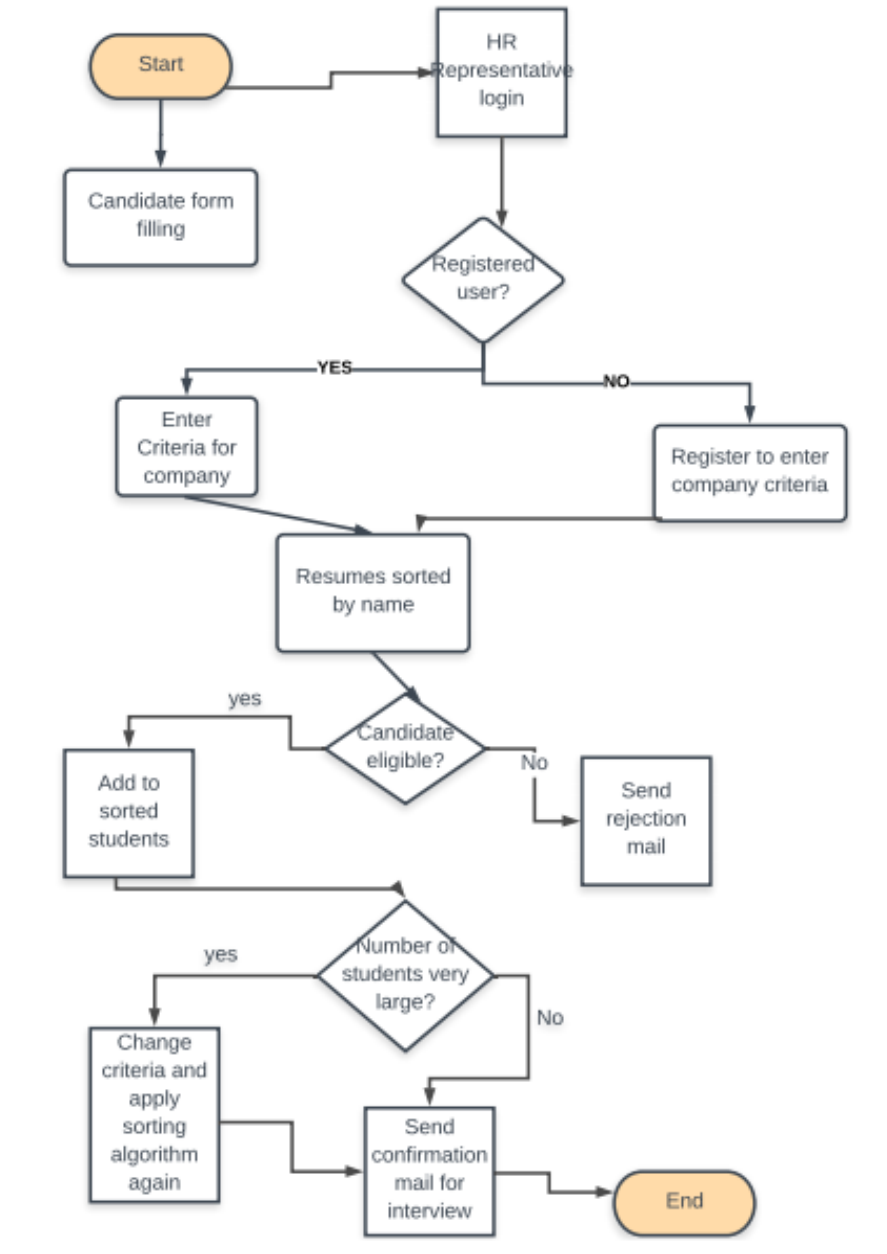 Start
HR
Representative
login
Candidate form
filling
Registered
user?
YES
NO
Enter
Criteria for
company
Register to enter
company criteria
Resumes sorted
by name
yes
Candidate
eligible?
No
Add to
sorted
students
Send
rejection
mail
Number of
students very
large?
yes
No
Change
criteria and
apply
sorting
algorithm
again
Send
confirmation
mail for
interview
End